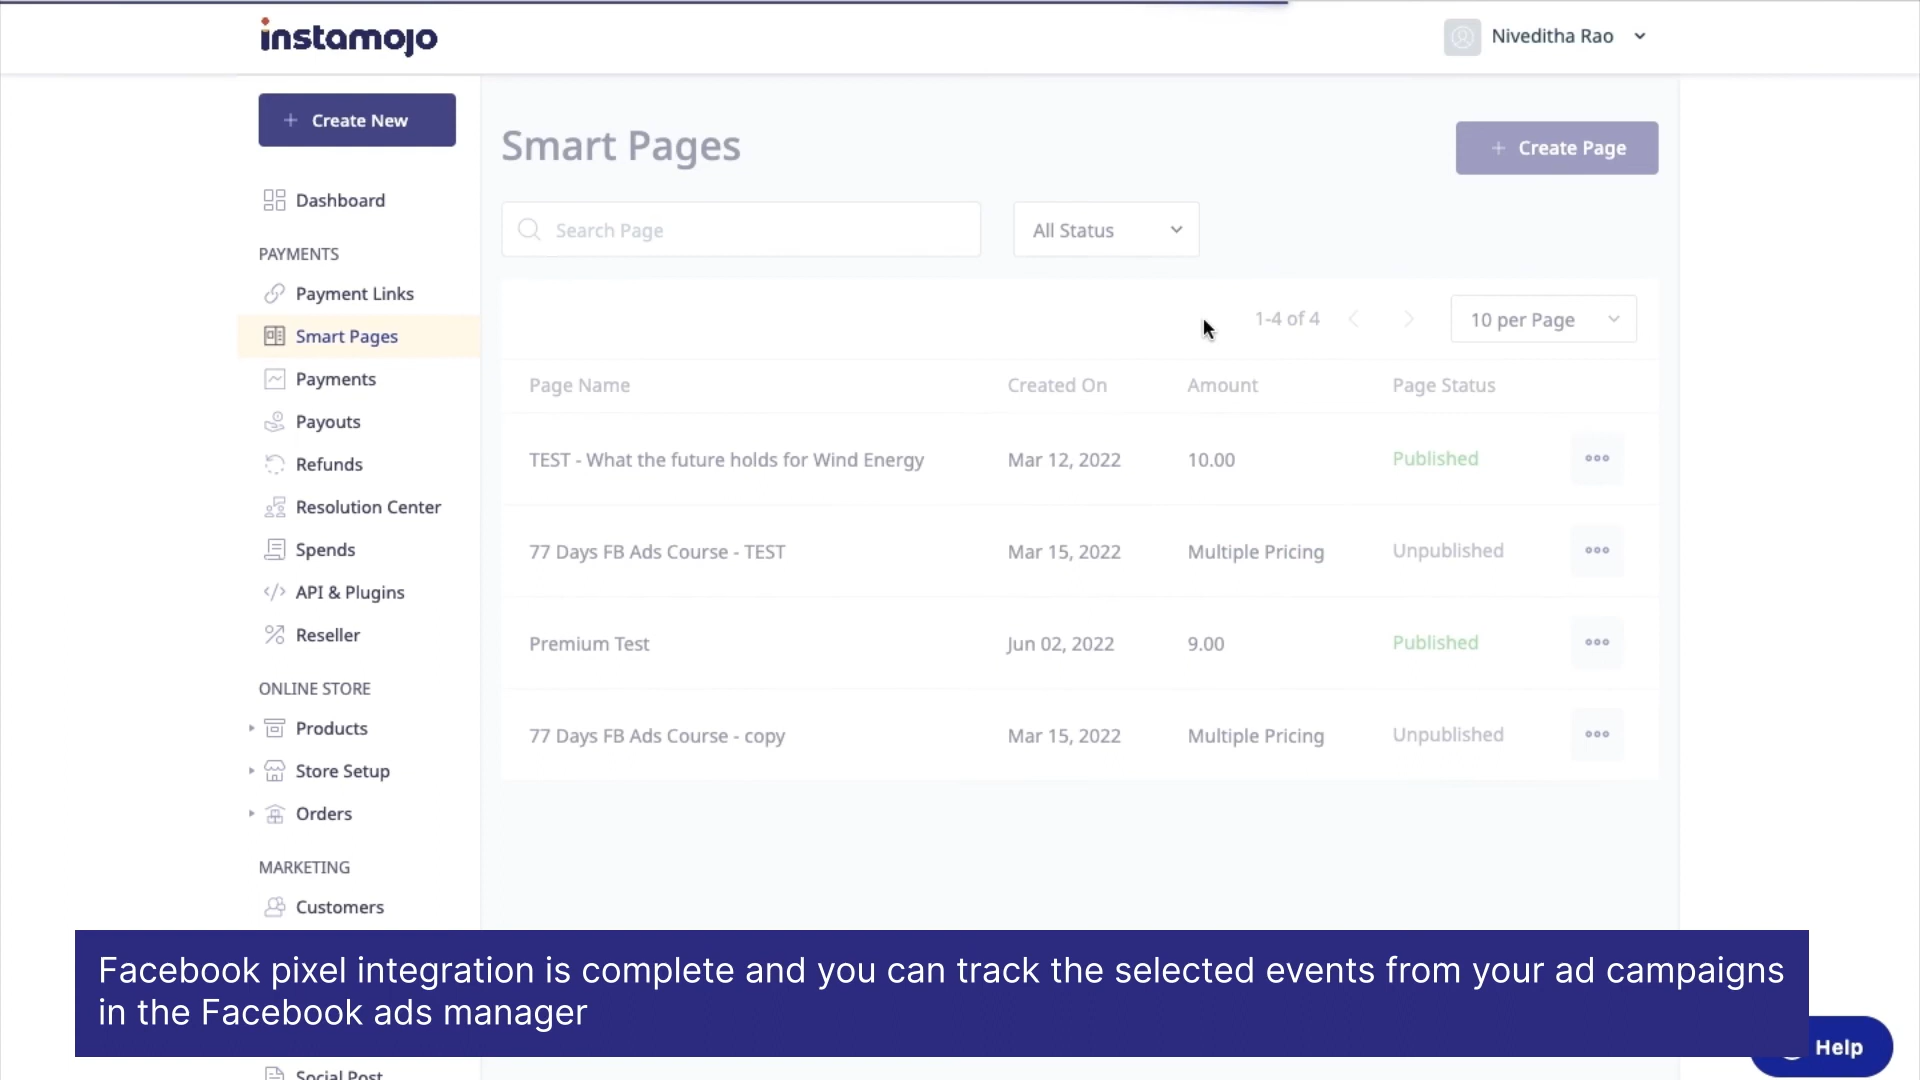 instamojo
Niveditha Rao
+ Create New
Smart Pages
+ Create Page
Dashboard
Search Page
All Status
PAYMENTS
Payment Links
1-4 of 4
10 per Page
Smart Pages
Payments
Page Name Created On Amount Page Status
Payouts
TEST - What the future holds for Wind Energy Mar 12, 2022 10.00 Published
Refunds
Resolution Center
77 Days FB Ads Course - TEST Mar 15, 2022 Multiple Pricing Unpublished
Spends
API & Plugins
Reseller
Premium Test Jun 02, 2022 9.00 Published
ONLINE STORE
Products
77 Days FB Ads Course - copy Mar 15, 2022 Multiple Pricing Unpublished
Store Setup
Orders
MARKETING
Customers
Facebook pixel integration is complete and you can track the selected events from your ad campaigns
in the Facebook ads manager
Help
Social Post